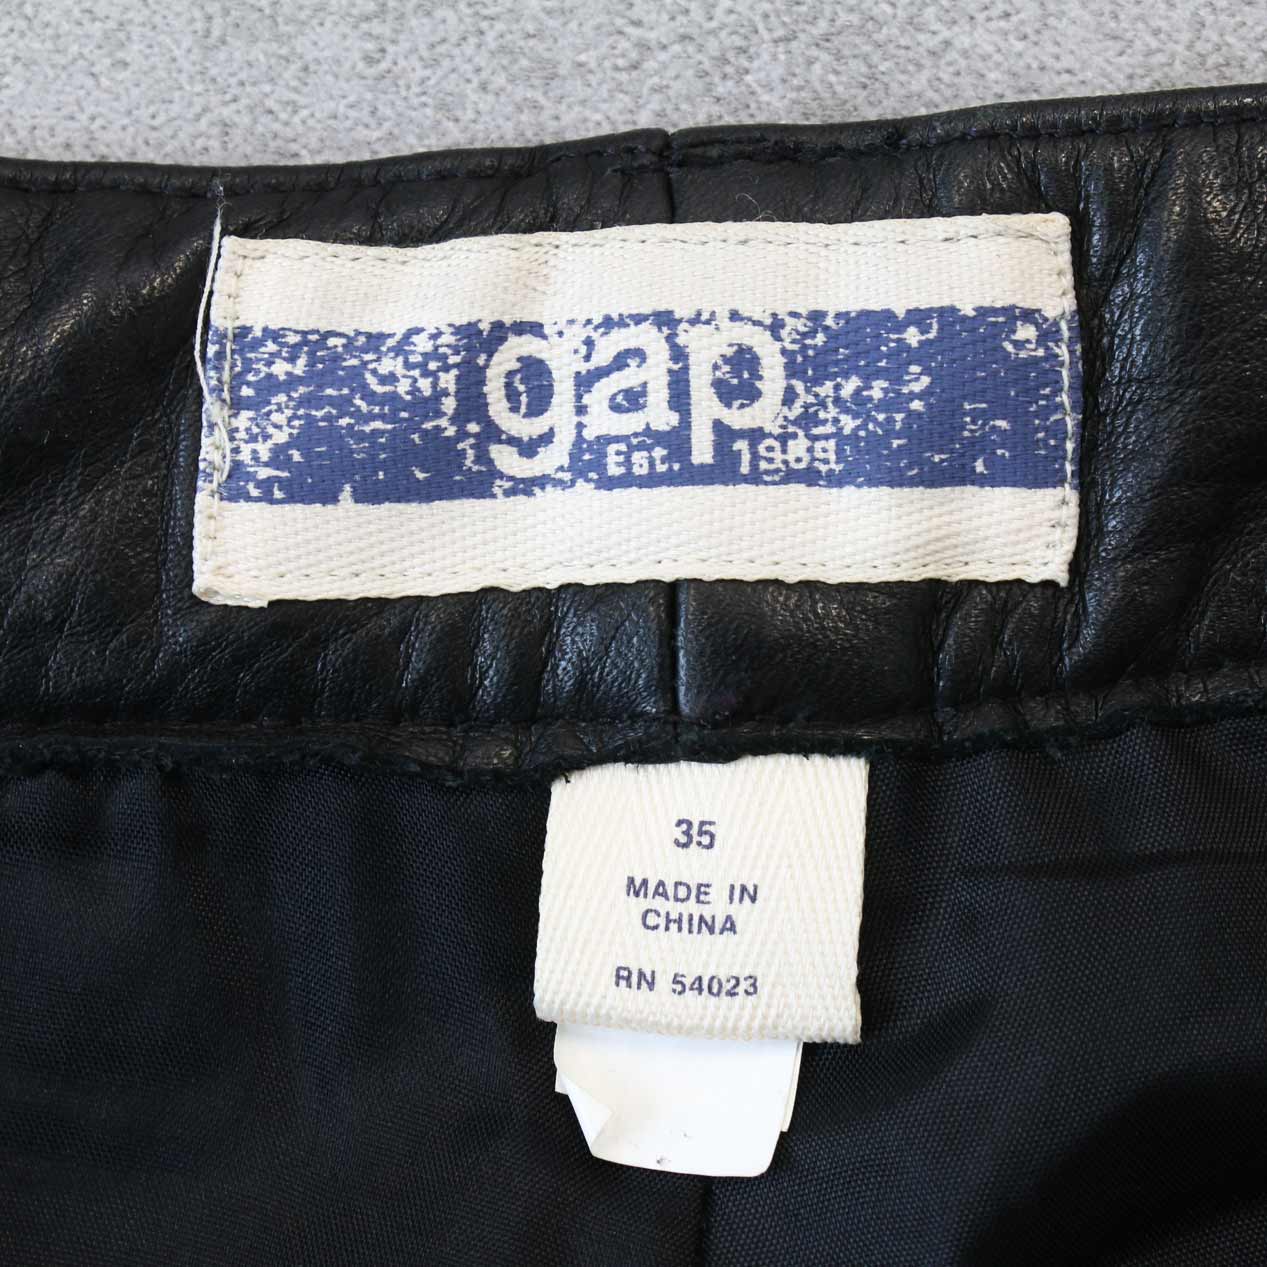 gap
Est. 1969
35
MADE IN
CHINA
RN 54023